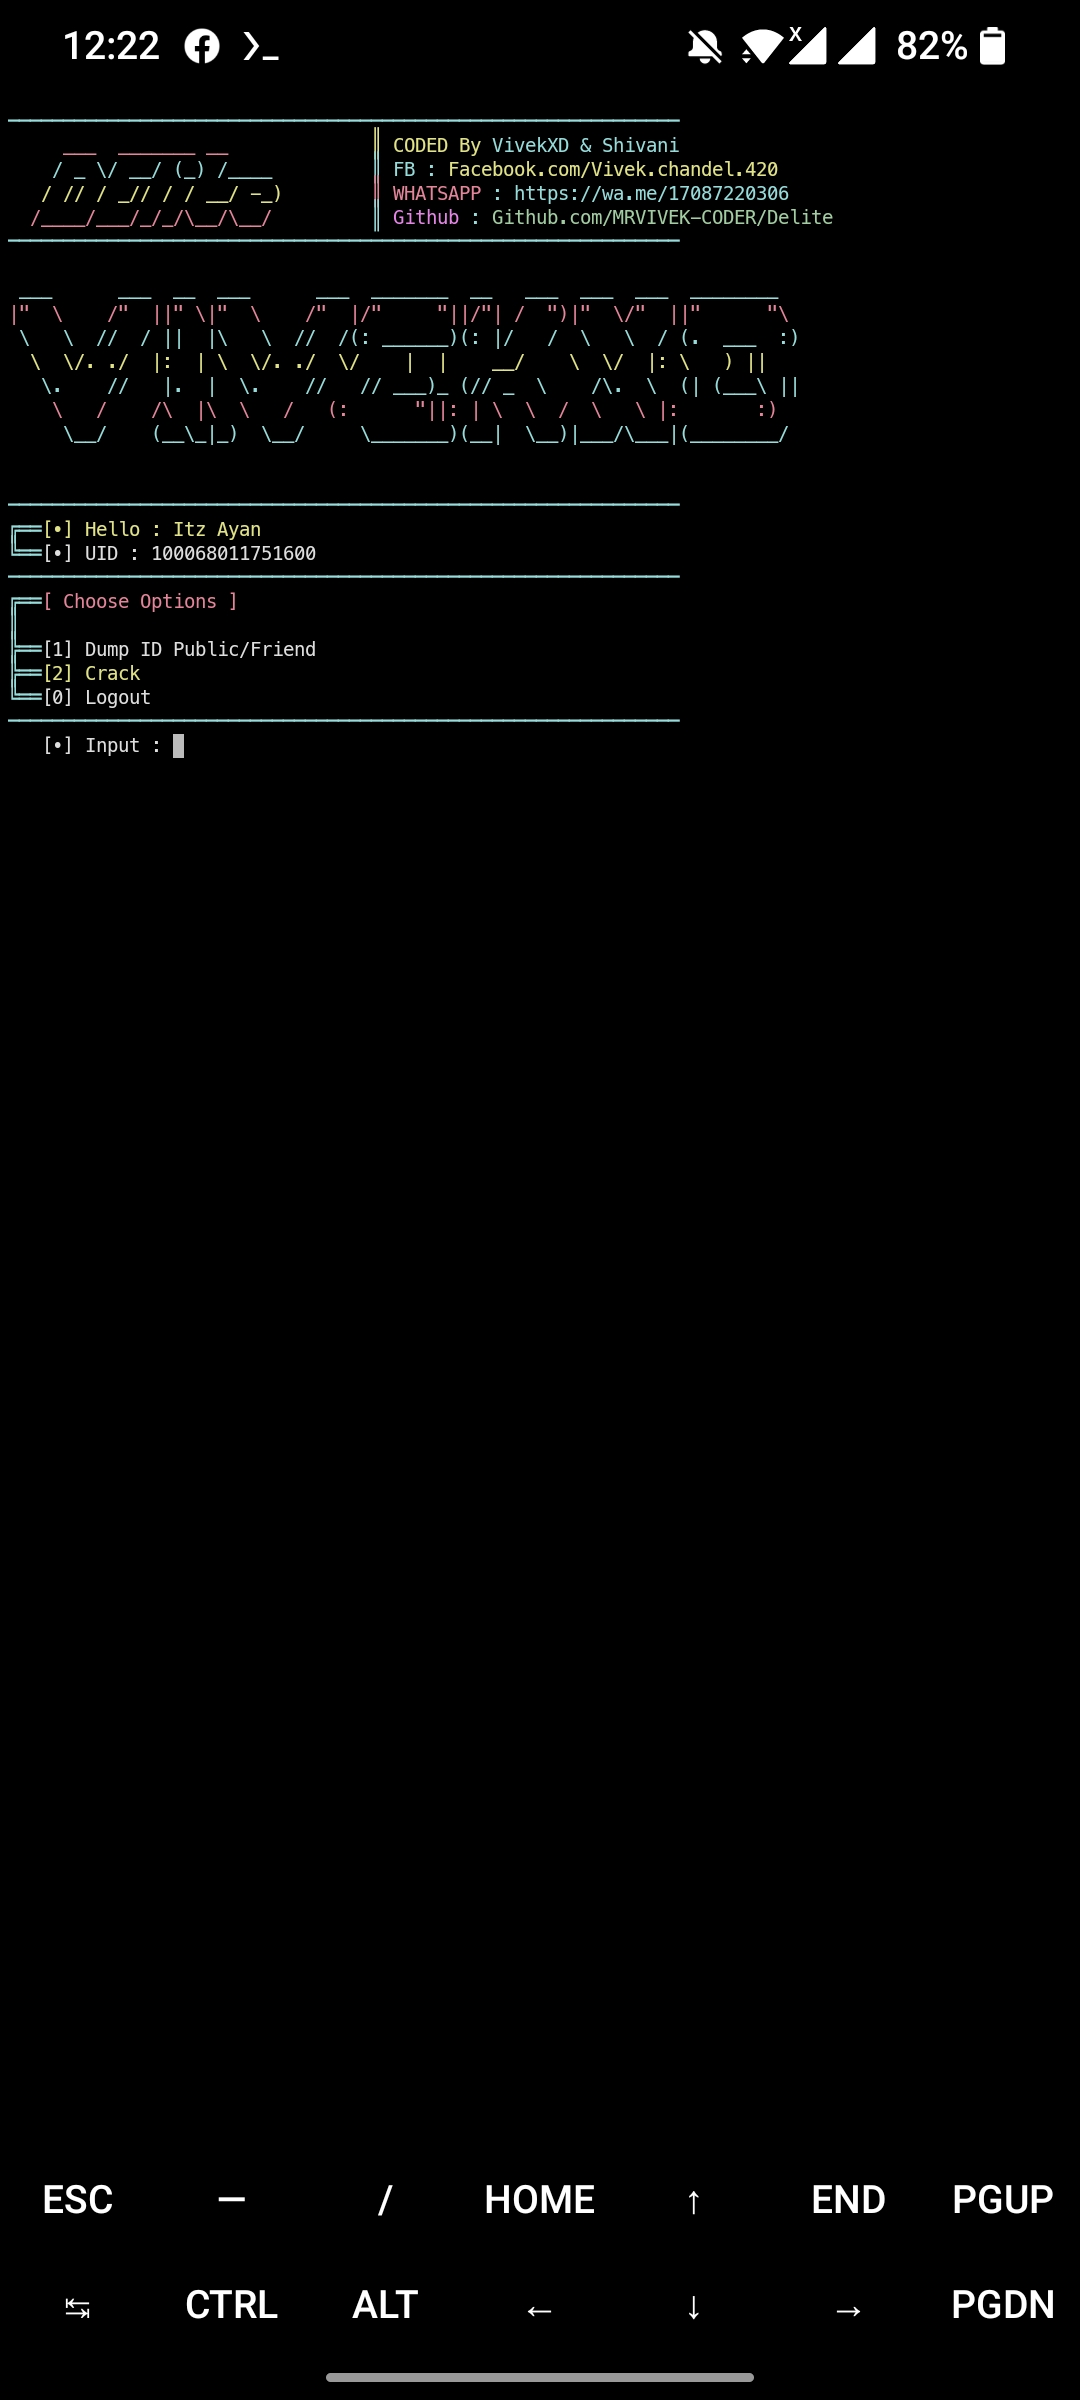 12:22 82%
CODED By VivekXD & Shivani
FB : Facebook.com/Vivek.chandel.420
WHATSAPP : https://wa.me/17087220306
Github : Github.com/MRVIVEK-CODER/Delite
[•] Hello : Itz Ayan
[•] UID : 100068011751600
[ Choose Options ]
[1] Dump ID Public/Friend
[2] Crack
[0] Logout
[•] Input :
ESC – / HOME ↑ END PGUP
↹ CTRL ALT ← ↓ → PGDN